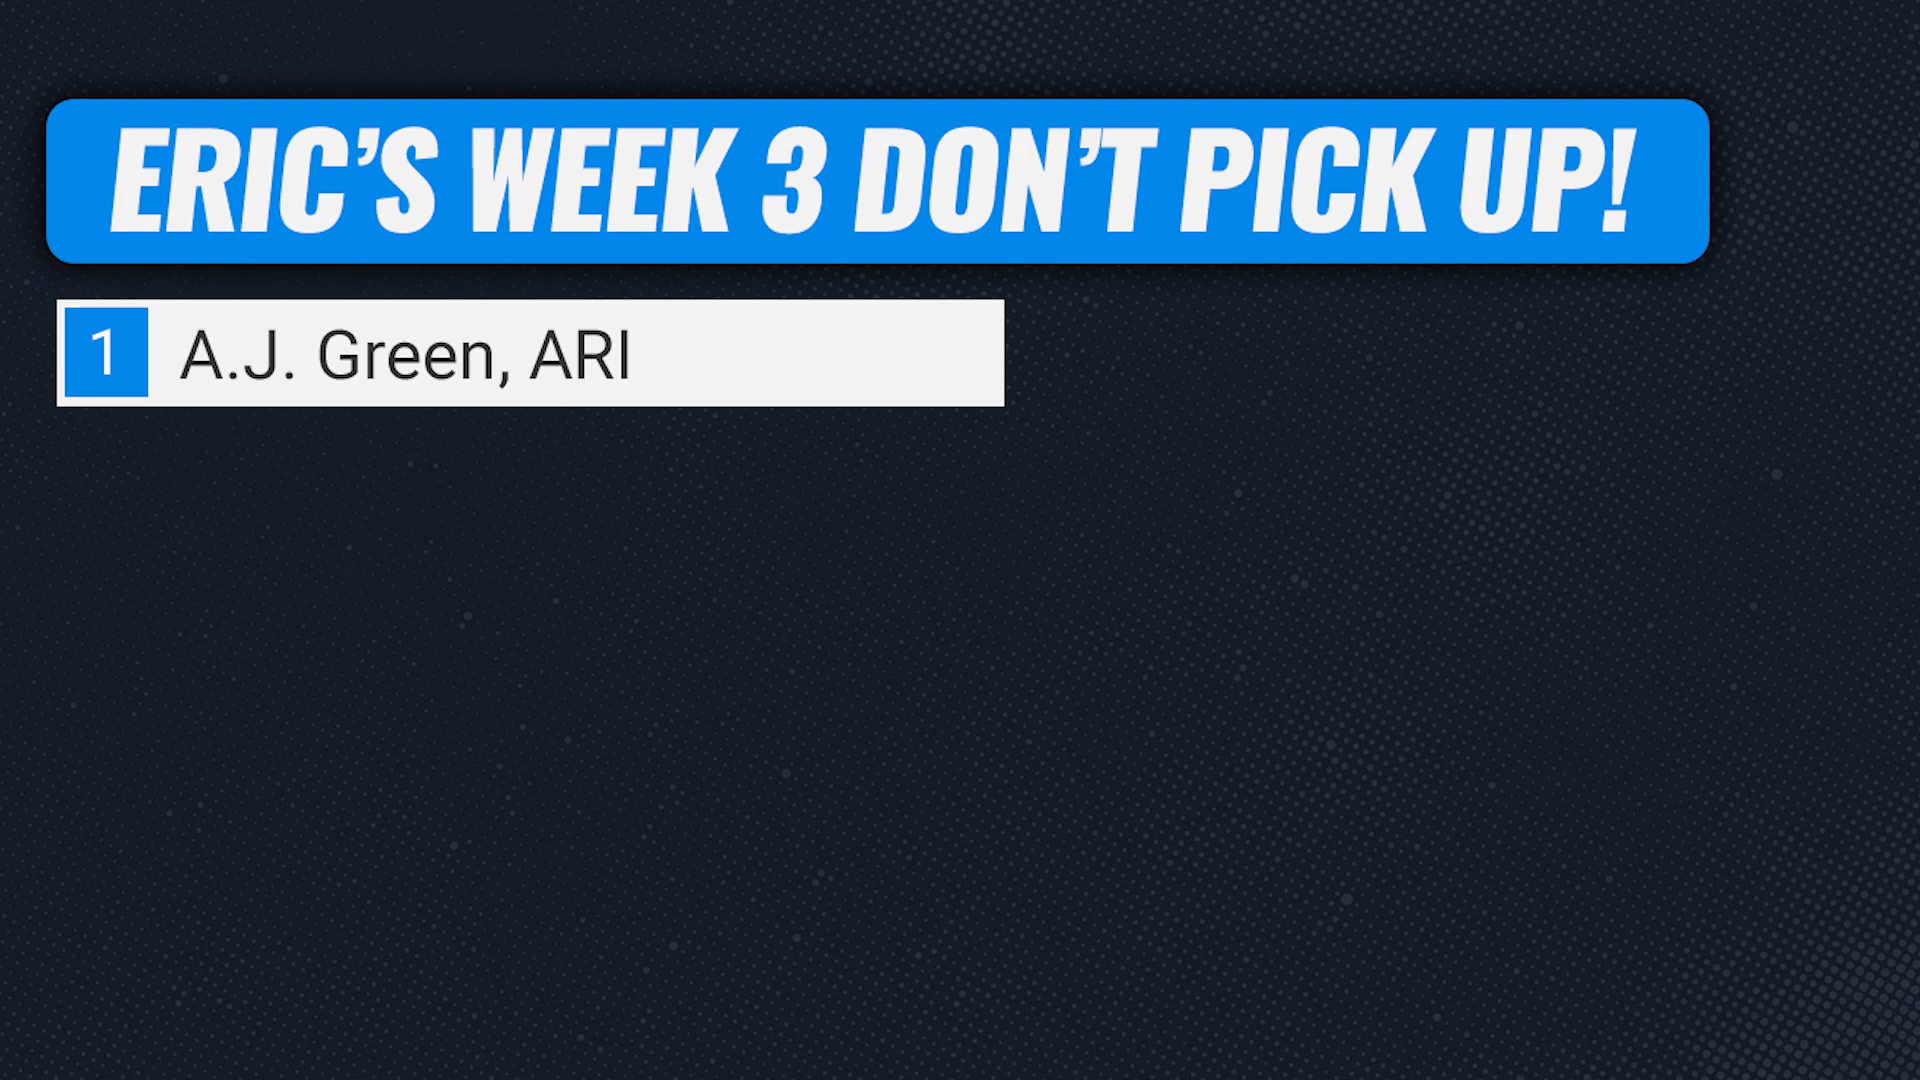 ERIC’S WEEK 3 DON’T PICK UP!
1 A.J. Green, ARI